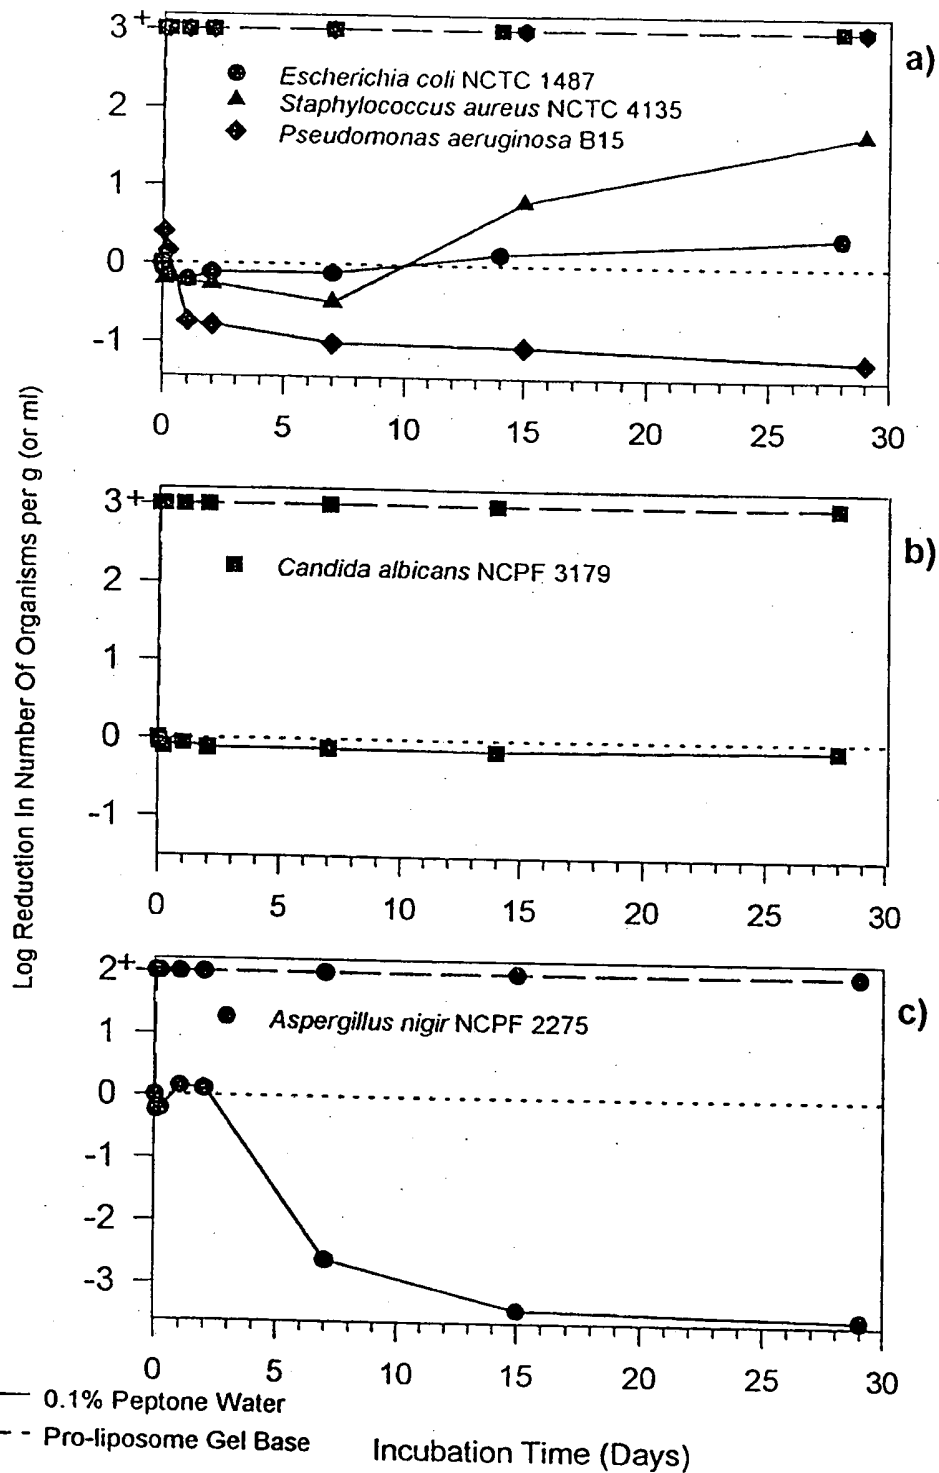 3+
a)
Escherichia coli NCTC 1487
2
Staphylococcus aureus NCTC 4135
Pseudomonas aeruginosa B15
1
0
-1
0 5 10 15 20 25 30
Log Reduction In Number Of Organisms per g (or ml)
3+
b)
Candida albicans NCPF 3179
2
1
0
-1
0 5 10 15 20 25 30
2+
c)
Aspergillus nigir NCPF 2275
1
0
-1
-2
-3
0 5 10 15 20 25 30
0.1% Peptone Water
Pro-liposome Gel Base
Incubation Time (Days)